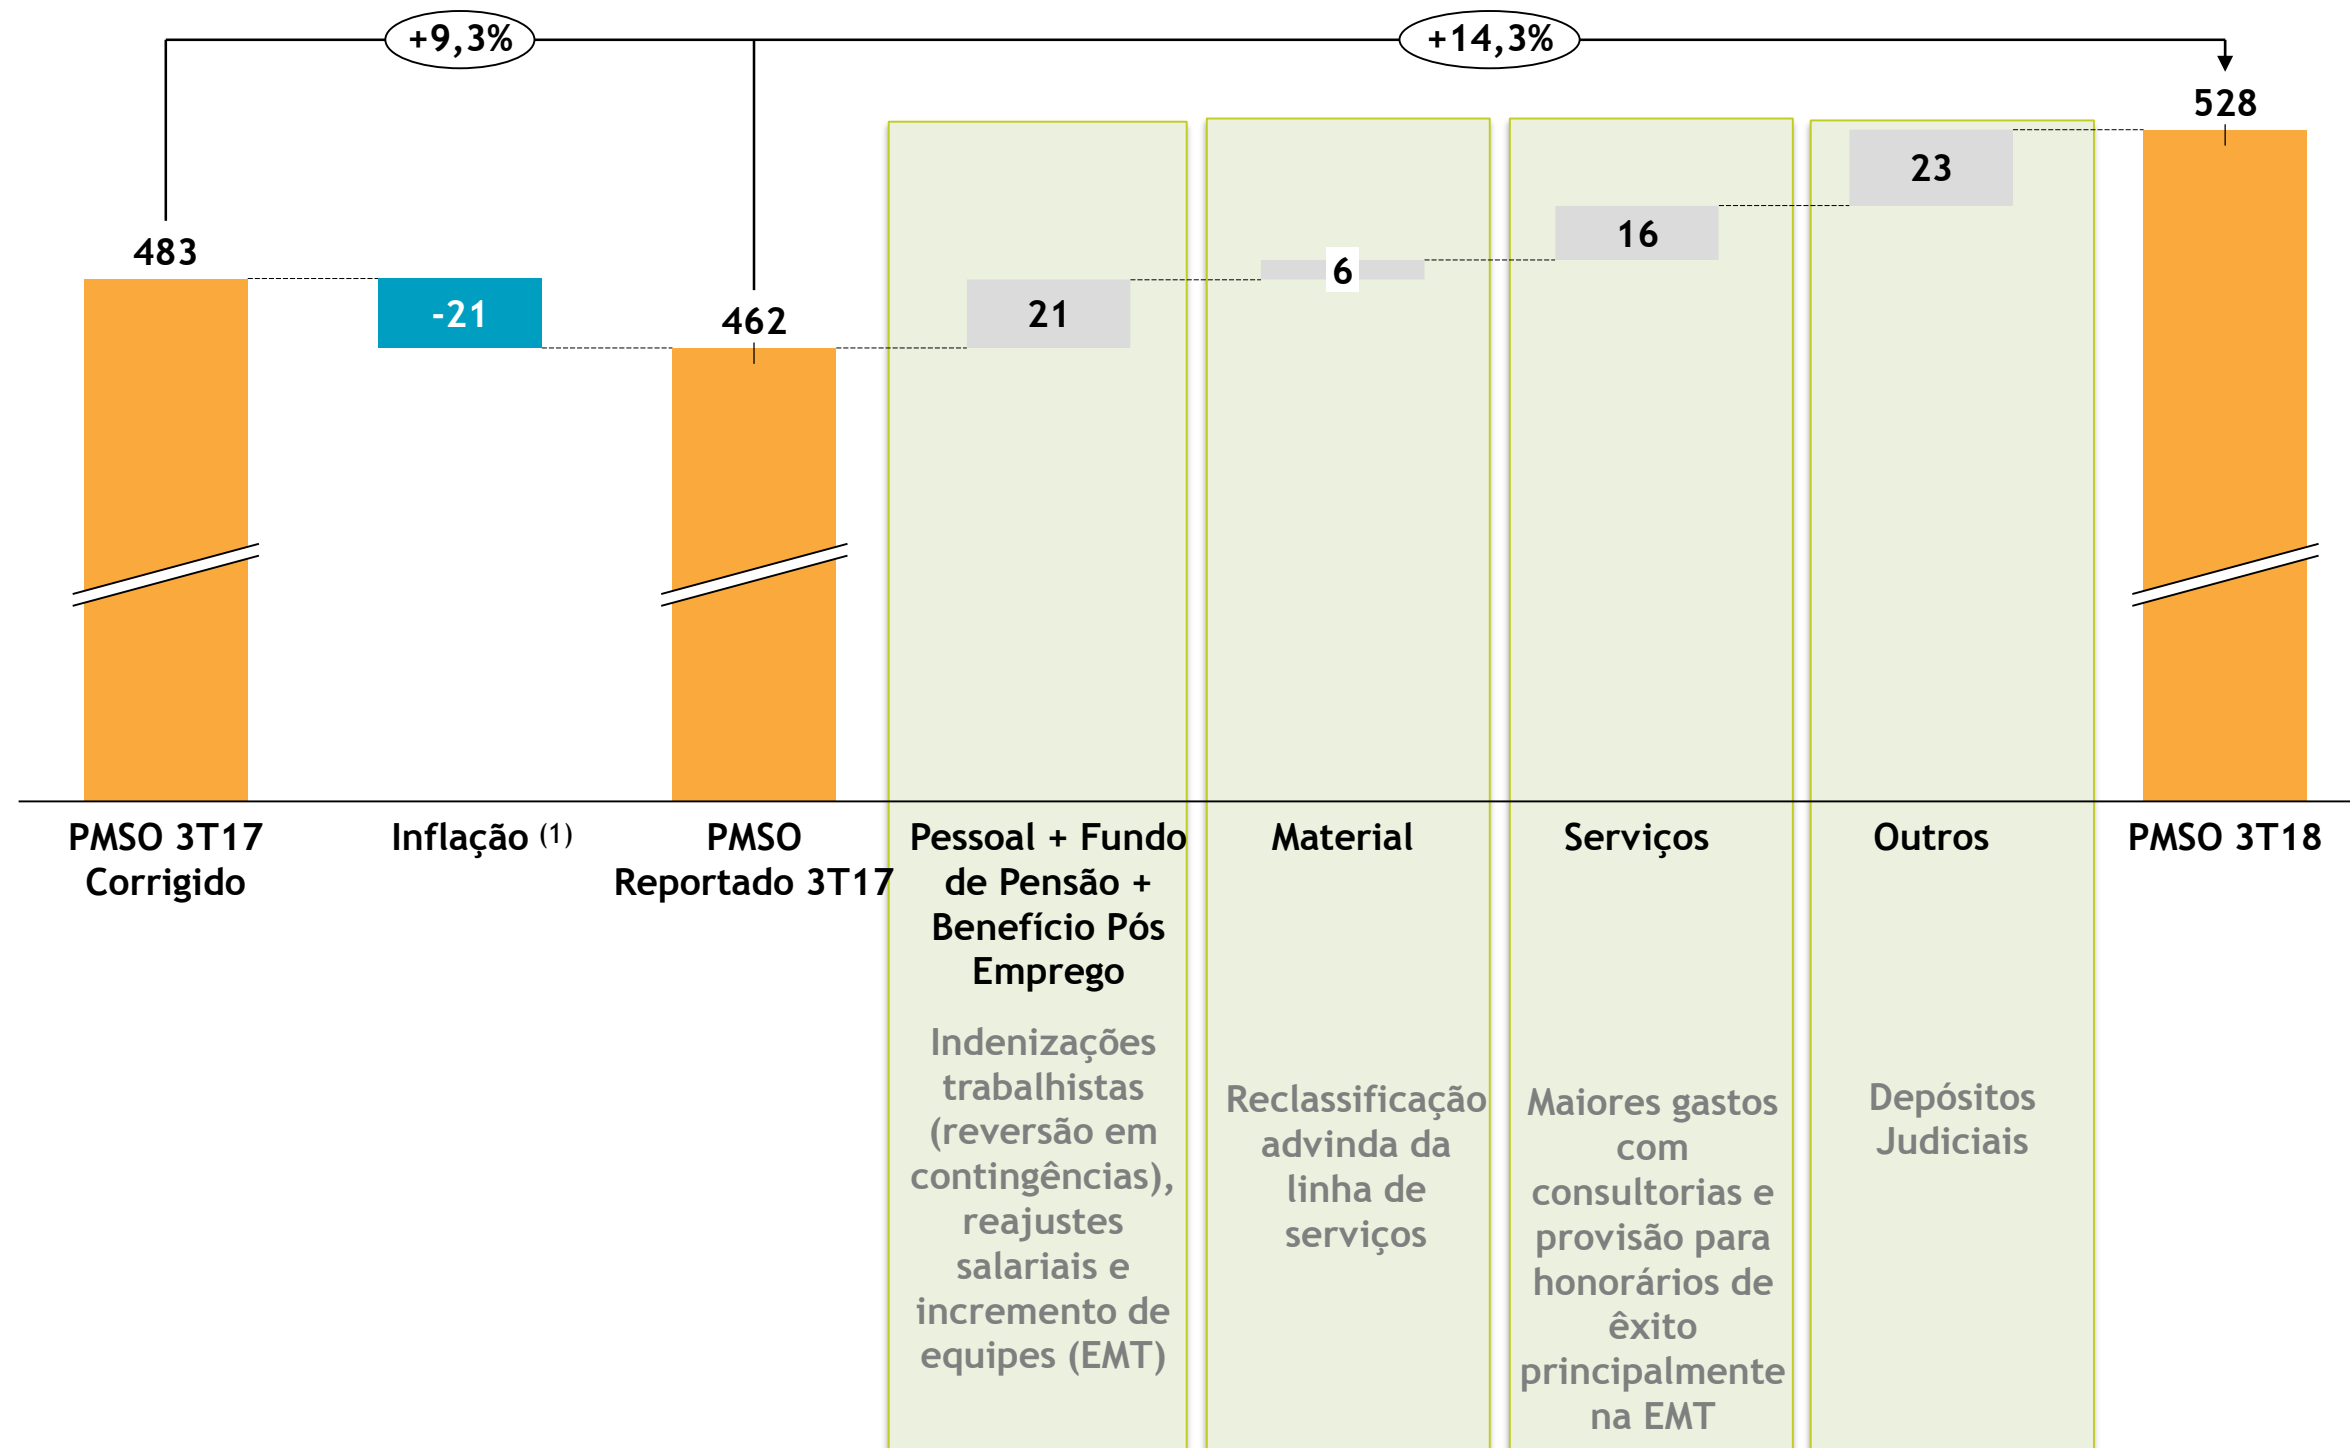 +9,3%
+14,3%
528
23
483
16
6
-21
462
21
PMSO 3T17
Corrigido
Inflação (1)
PMSO
Reportado 3T17
Pessoal + Fundo
de Pensão +
Benefício Pós
Emprego
Material
Serviços
Outros
PMSO 3T18
Indenizações
trabalhistas
(reversão em
contingências),
reajustes
salariais e
incremento de
equipes (EMT)
Reclassificação
advinda da
linha de
serviços
Maiores gastos
com
consultorias e
provisão para
honorários de
êxito
principalmente
na EMT
Depósitos
Judiciais